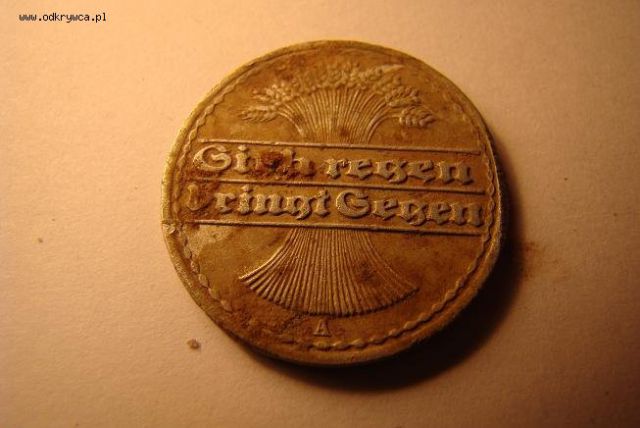 www.odkrywca.pl
Sich regen
bringt Segen
A